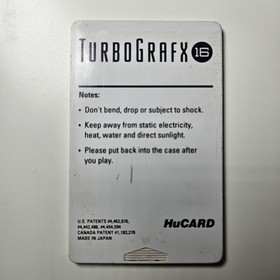 TURBOGRAFX 16
Notes:
• Don't bend, drop or subject to shock.
• Keep away from static electricity,
heat, water and direct sunlight.
• Please put back into the case after
you play.
U.S. PATENTS #4,462,076,
#4,442,486, #4,454,594
CANADA PATENT #1,183,276
MADE IN JAPAN
HuCARD